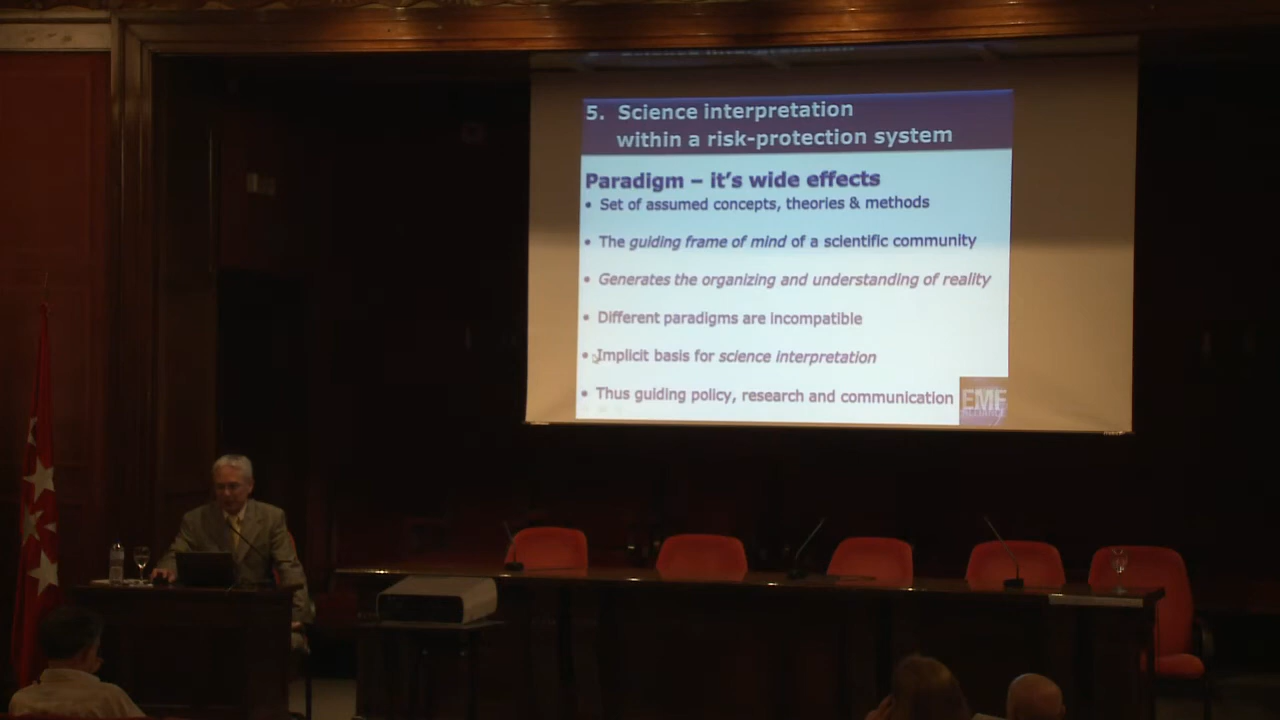 5. Science interpretation
within a risk-protection system
Paradigm – it's wide effects
• Set of assumed concepts, theories & methods
• The guiding frame of mind of a scientific community
• Generates the organizing and understanding of reality
• Different paradigms are incompatible
• Implicit basis for science interpretation
• Thus guiding policy, research and communication
EMF
ALLIANCE